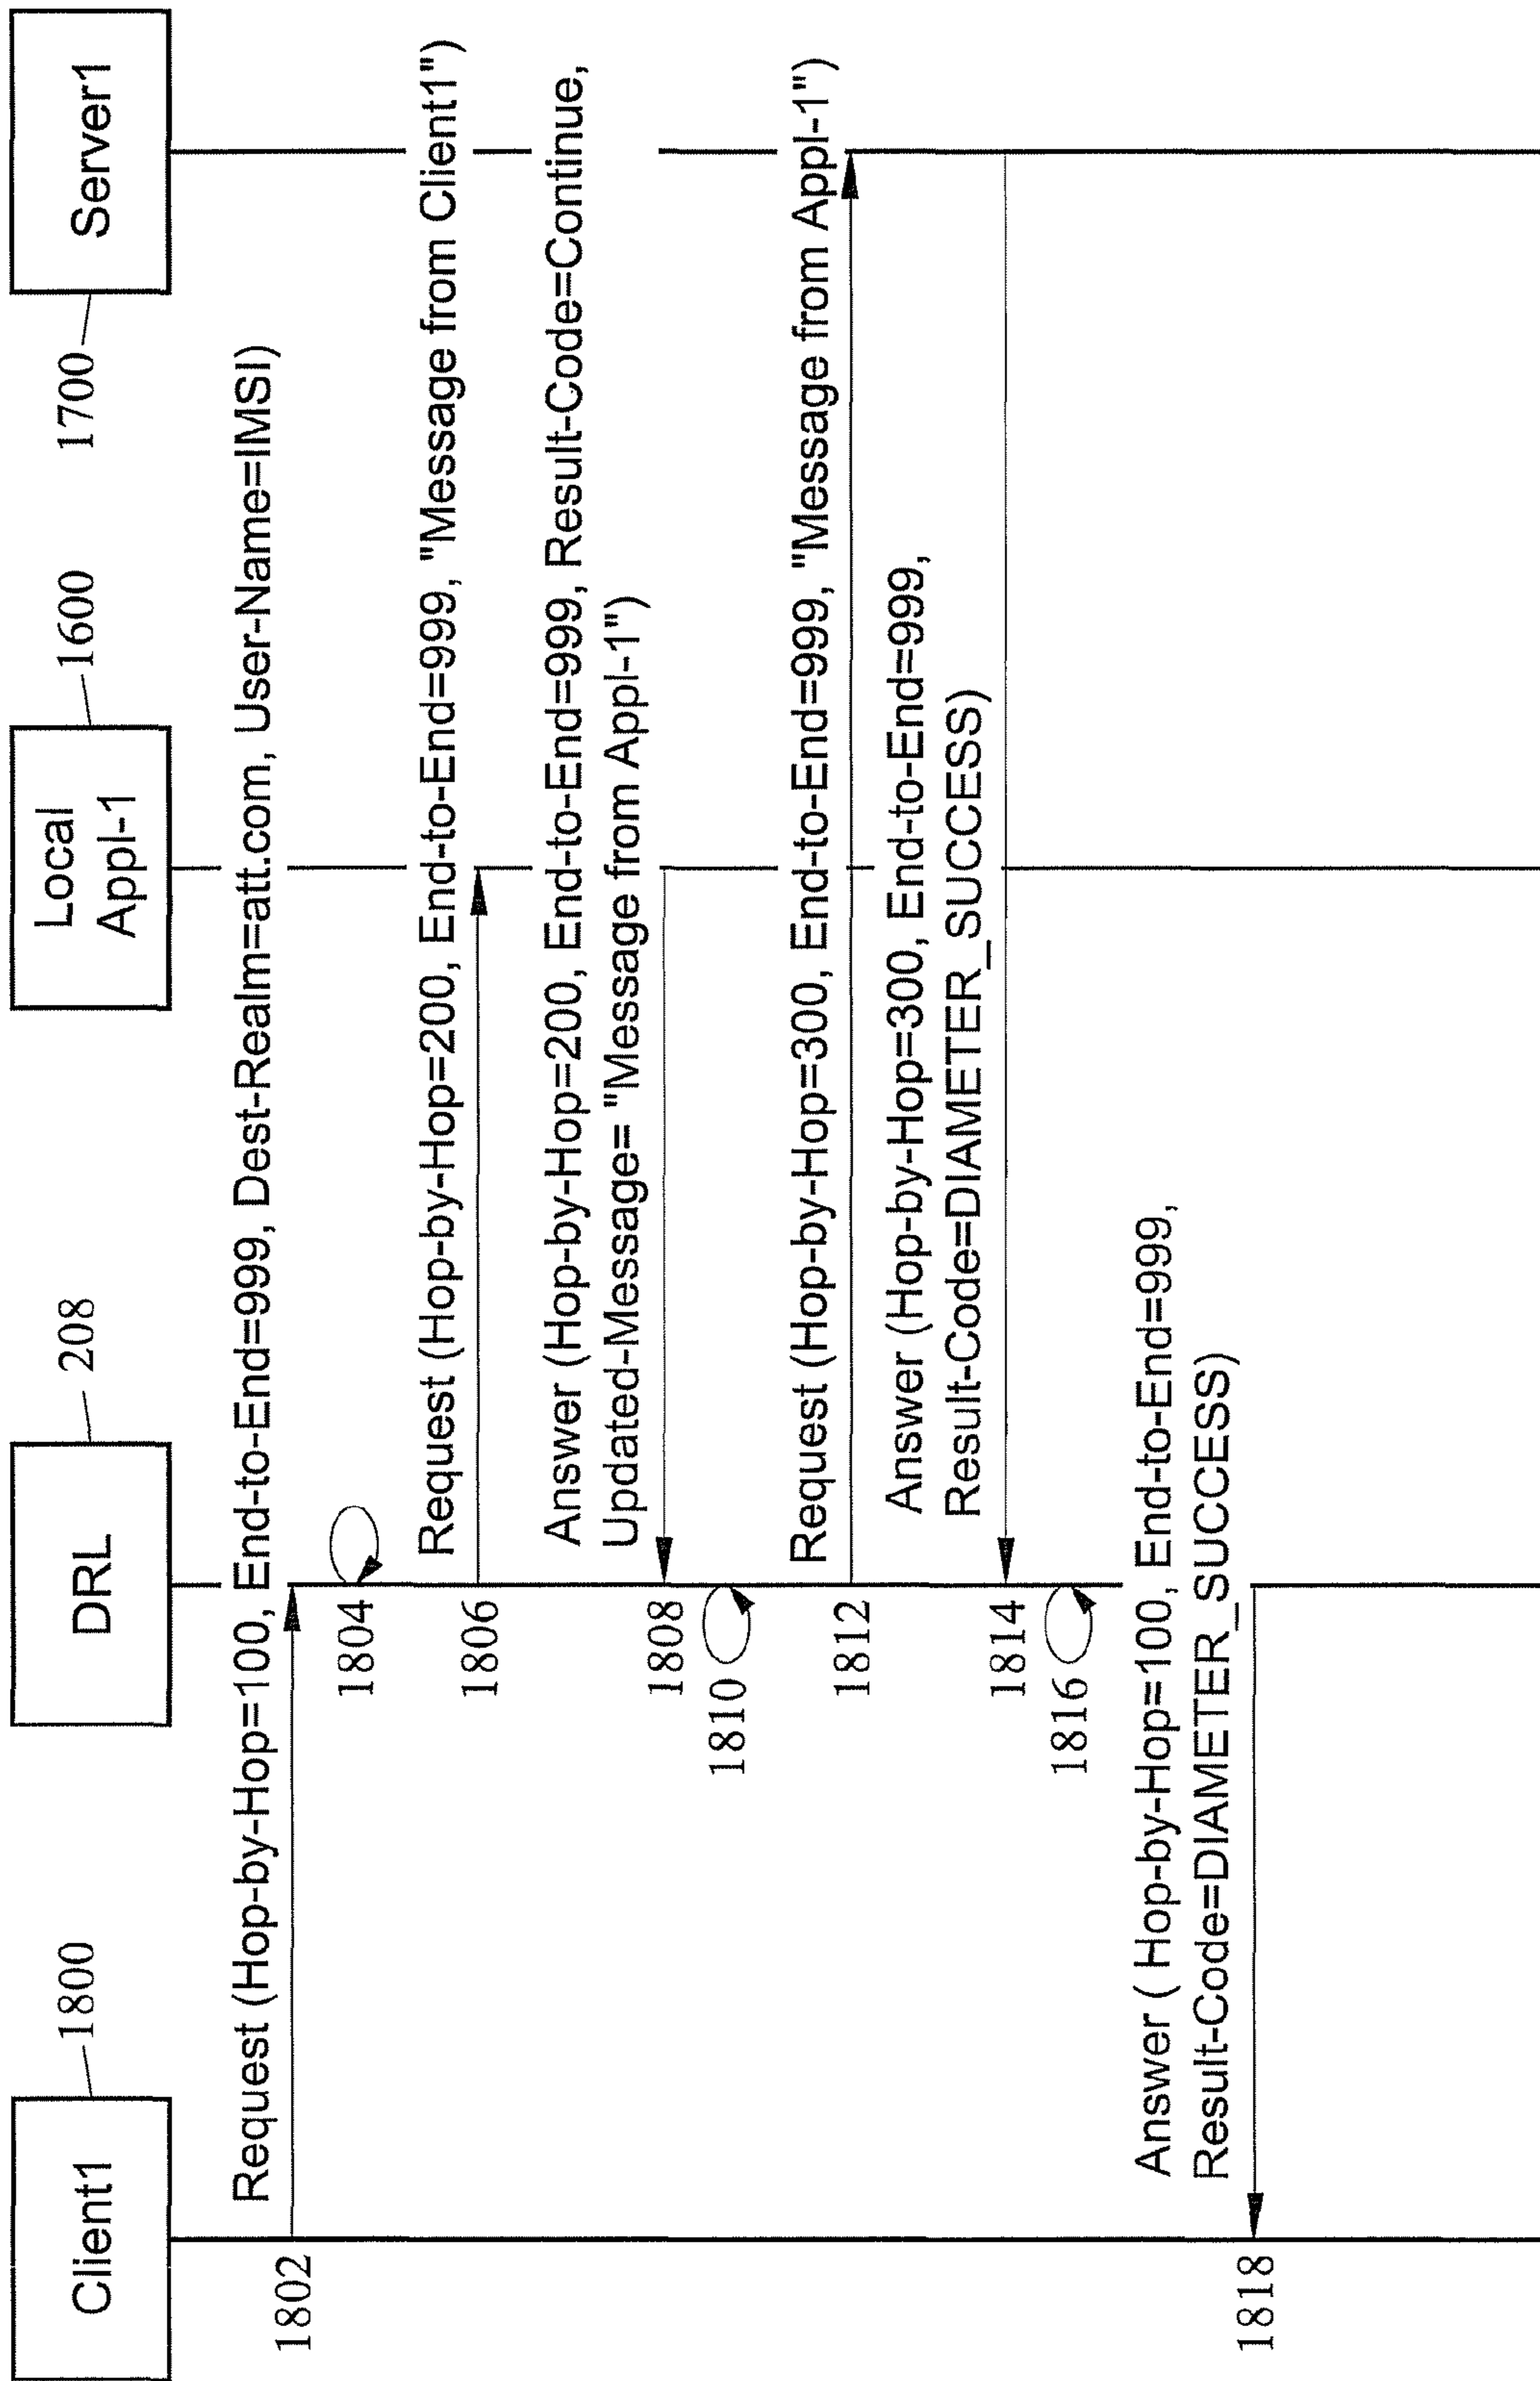 Client1
1800
DRL
208
Local
Appl-1
1600
Server1
1700
1802
Request (Hop-by-Hop=100, End-to-End=999, Dest-Realm=att.com, User-Name=IMSI)
1804
Request (Hop-by-Hop=200, End-to-End=999, "Message from Client1")
1806
Answer (Hop-by-Hop=200, End-to-End=999, Result-Code=Continue,
Updated-Message= "Message from Appl-1")
1808
1810
Request (Hop-by-Hop=300, End-to-End=999, "Message from Appl-1")
1812
Answer (Hop-by-Hop=300, End-to-End=999,
Result-Code=DIAMETER_SUCCESS)
1814
1816
Answer ( Hop-by-Hop=100, End-to-End=999,
Result-Code=DIAMETER_SUCCESS)
1818